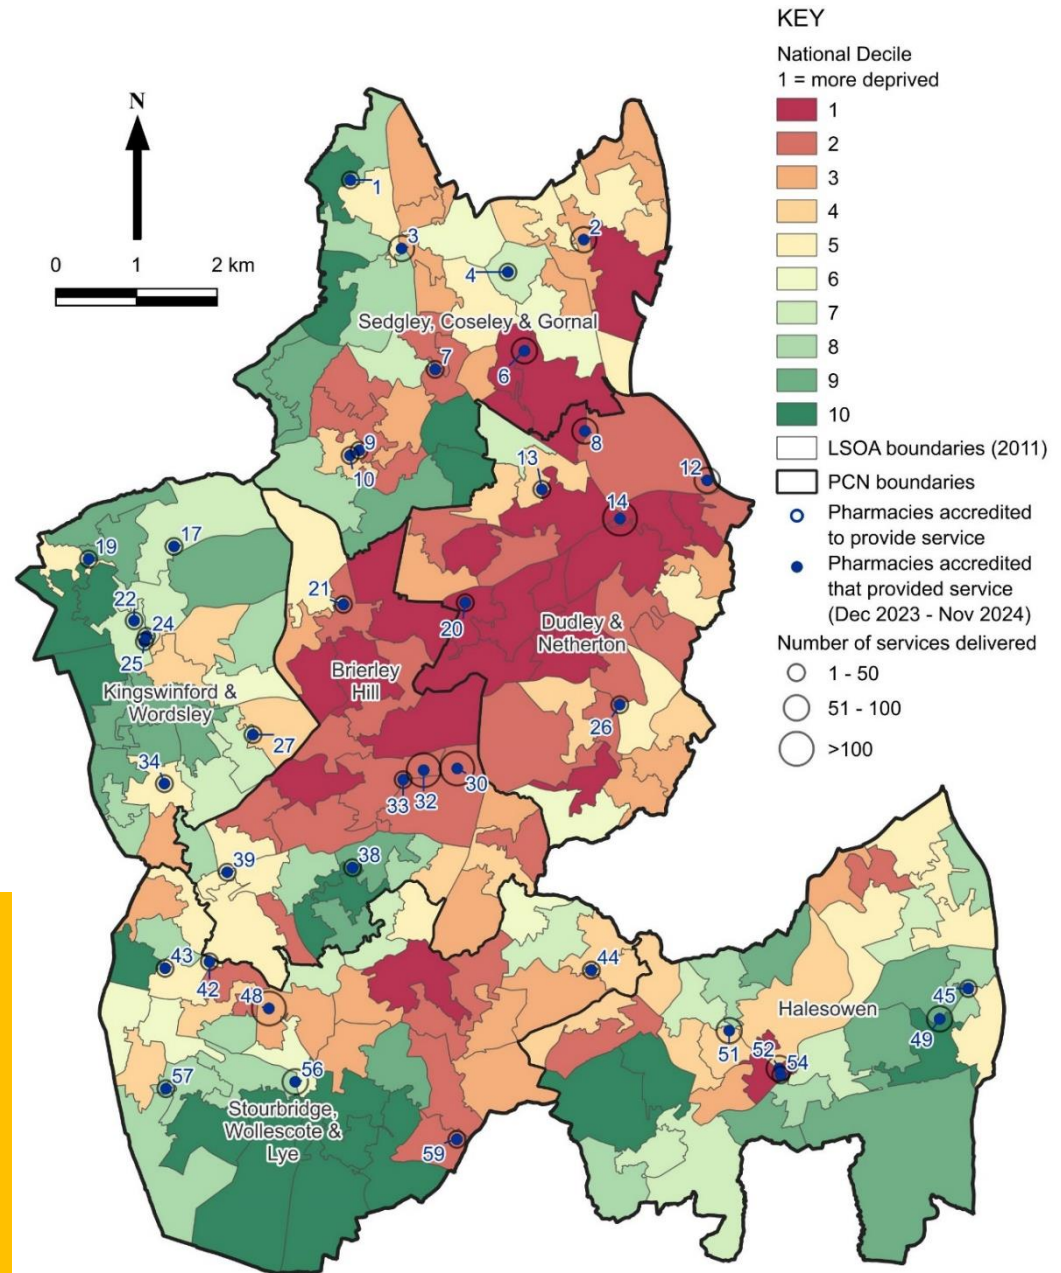 KEY
National Decile
1 = more deprived
1
2
3
4
5
6
7
8
9
10
LSOA boundaries (2011)
PCN boundaries
Pharmacies accredited
to provide service
Pharmacies accredited
that provided service
(Dec 2023 - Nov 2024)
Number of services delivered
1 - 50
51 - 100
>100
N
0 1 2 km
1
2
3
4
Sedgley, Coseley & Gornal
7
6
8
9
10
13
12
14
17
19
21
22
20
24
25
Dudley &
Netherton
Brierley
Hill
Kingswinford &
Wordsley
26
27
34
33
32
30
39
38
43
42
44
48
45
Halesowen
49
51
52
54
57
56
Stourbridge,
Wollescote &
Lye
59